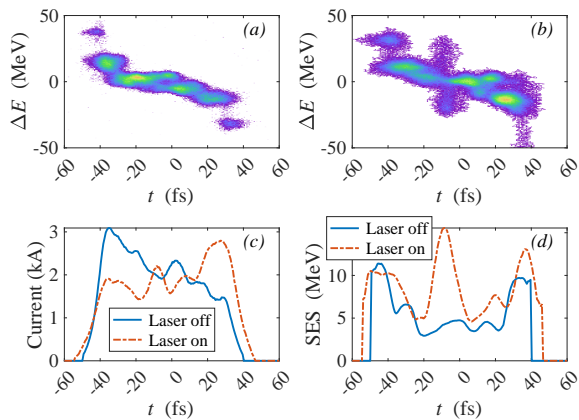 50
(a)
0
-50
ΔE (MeV)
-60
-40
-20
0
20
40
60
t (fs)
50
(b)
0
-50
ΔE (MeV)
-60
-40
-20
0
20
40
60
t (fs)
3
2
1
0
Current (kA)
(c)
Laser off
Laser on
-60
-40
-20
0
20
40
60
t (fs)
10
5
0
SES (MeV)
Laser off
Laser on
(d)
-60
-40
-20
0
20
40
60
t (fs)